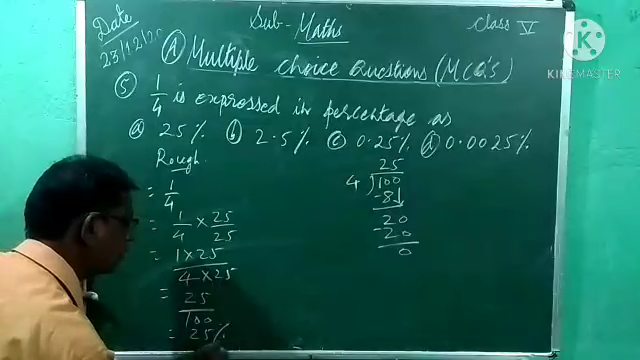 Date
23/12/20
Sub- Maths
Class V
KINEMASTER
(A) Multiple choice Questions (MCQ'S)
(5) 1/4 is expressed in percentage as
(a) 25% (b) 2.5% (c) 0.25% (d) 0.0025%
Rough.
= 1/4
= 1/4 × 25/25
= 1×25 / 4×25
= 25/100
= 25%
25
4)100
-8↓
20
-20
0